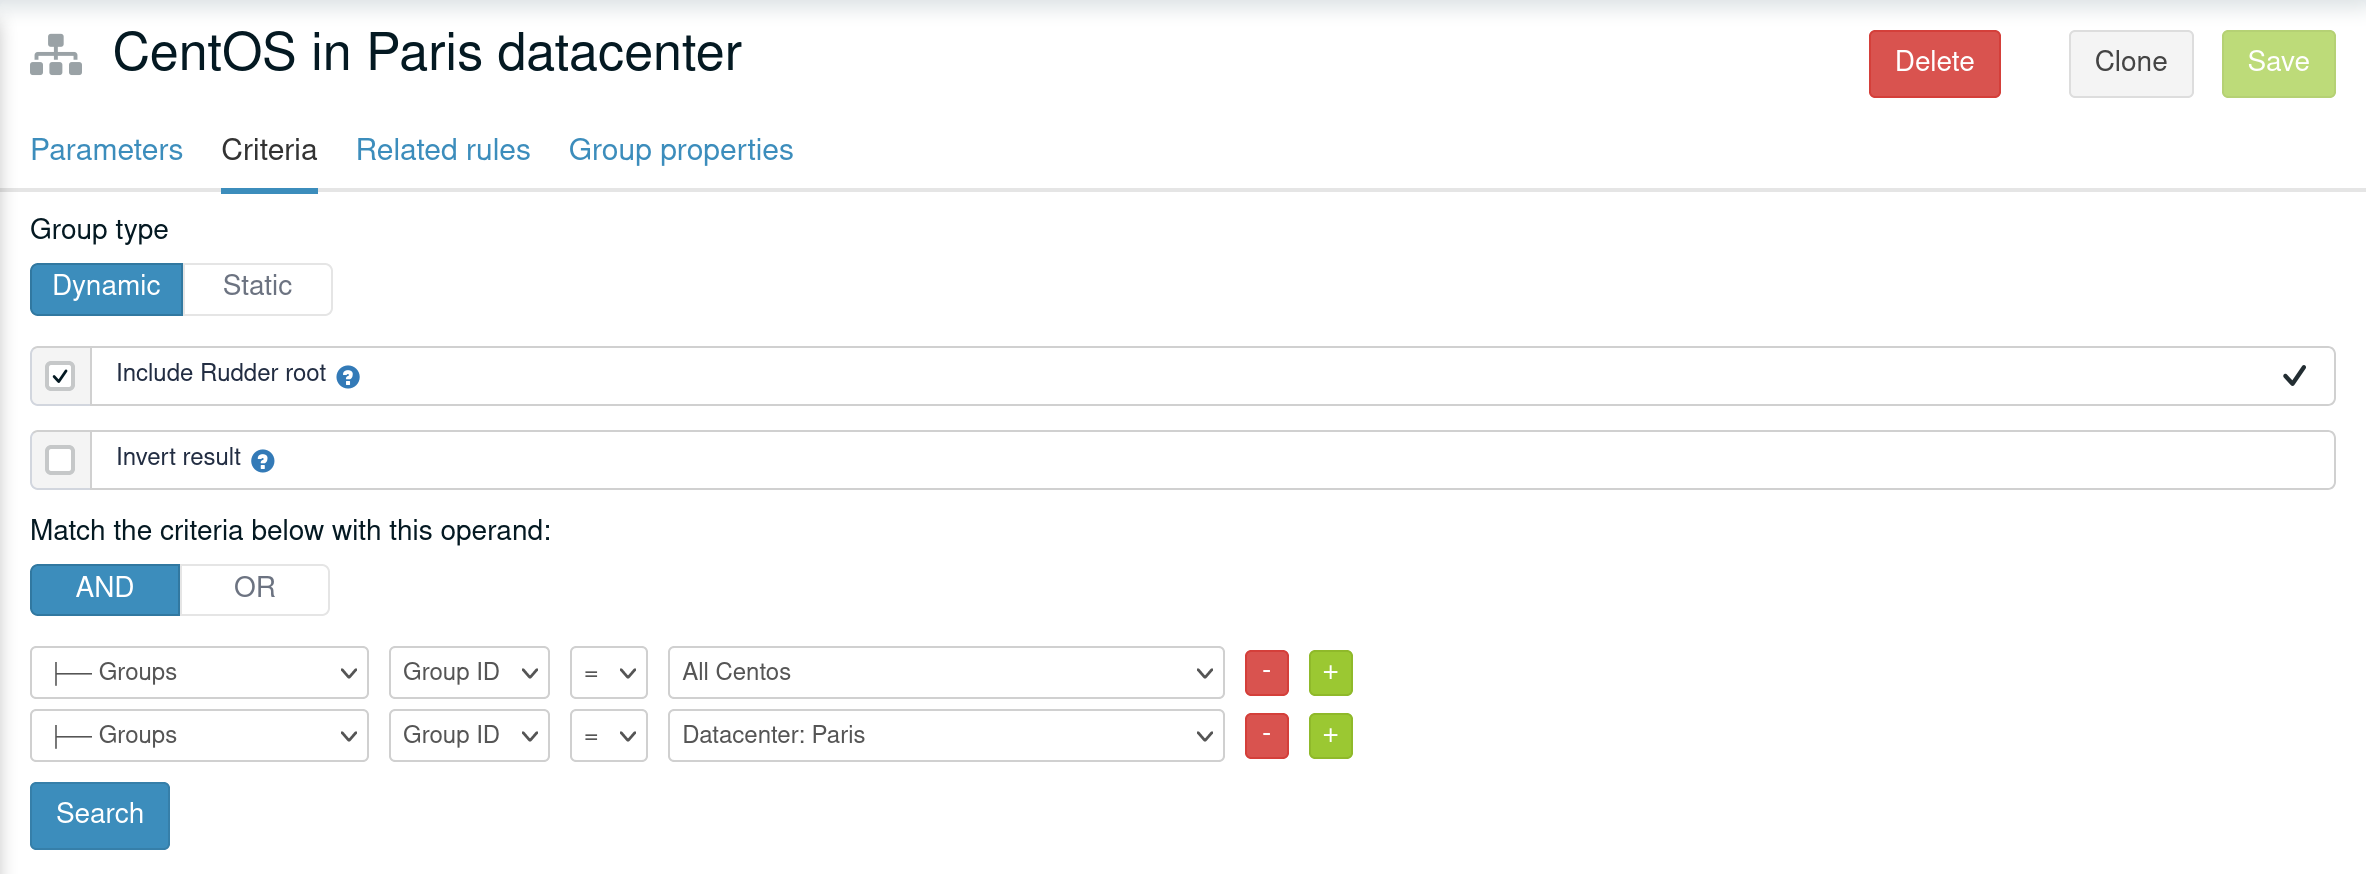 CentOS in Paris datacenter
Delete
Clone
Save
Parameters
Criteria
Related rules
Group properties
Group type
Dynamic
Static
Include Rudder root ?
Invert result ?
Match the criteria below with this operand:
AND
OR
├── Groups
Group ID
=
All Centos
-
+
├── Groups
Group ID
=
Datacenter: Paris
-
+
Search